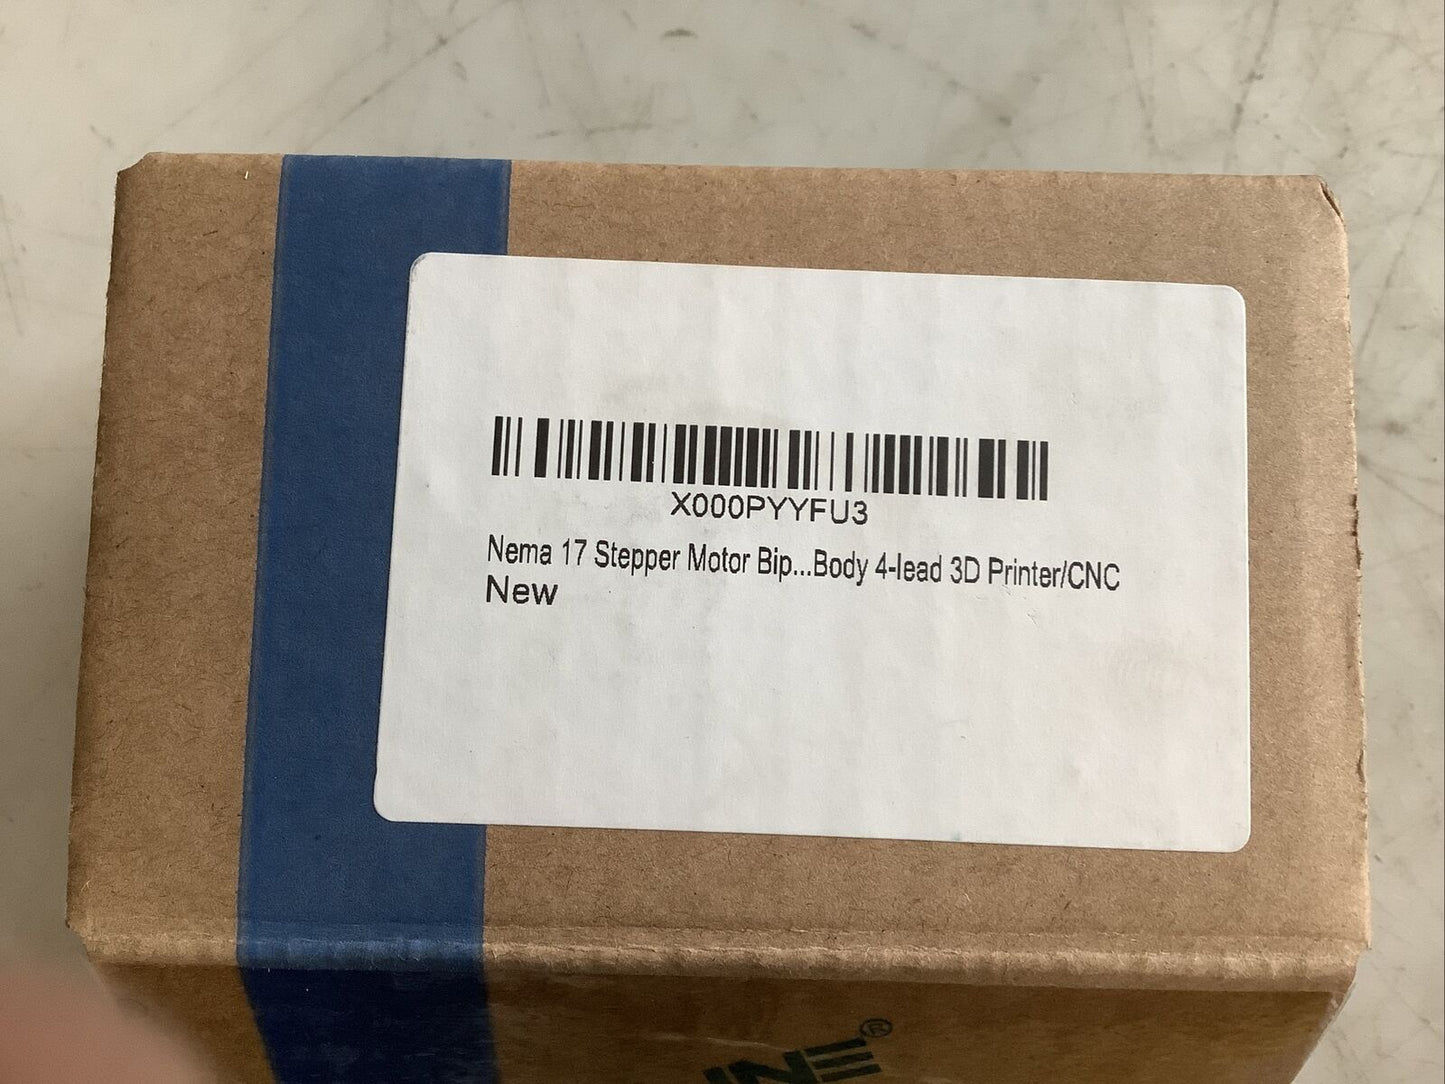 X000PYYFU3
Nema 17 Stepper Motor Bip...Body 4-lead 3D Printer/CNC
New
®